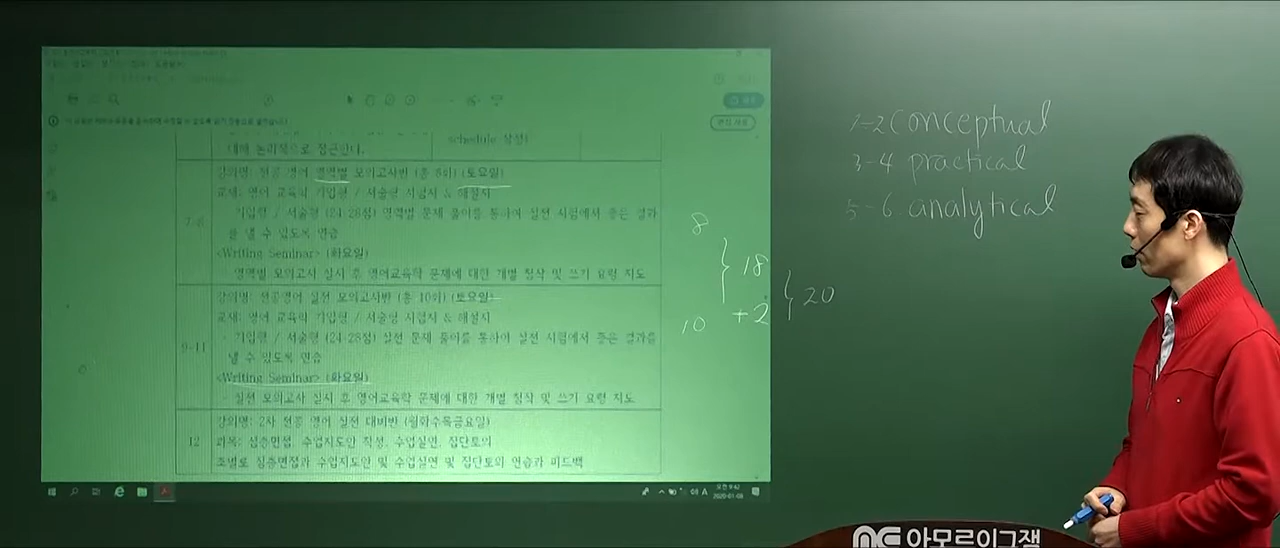 대해 논리적으로 접근한다.
schedule 작성)
강의명: 전공 영어 영역별 모의고사반 (총 8회) (토요일)
교재: 영어 교육학 기입형 / 서술형 시험지 & 해설지
- 기입형 / 서술형 (24-28점) 영역별 문제 풀이를 통하여 실전 시험에서 좋은 결과
를 낼 수 있도록 연습
7-8
<Writing Seminar> (화요일)
- 영역별 모의고사 실시 후 영어교육학 문제에 대한 개별 첨삭 및 쓰기 요령 지도
강의명: 전공영어 실전 모의고사반 (총 10회) (토요일)
교재: 영어 교육학 기입형 / 서술형 시험지 & 해설지
- 기입형 / 서술형 (24-28점) 실전 문제 풀이를 통하여 실전 시험에서 좋은 결과를
낼 수 있도록 연습
9-11
<Writing Seminar> (화요일)
- 실전 모의고사 실시 후 영어교육학 문제에 대한 개별 첨삭 및 쓰기 요령 지도
강의명: 2차 전공 영어 실전 대비반 (월화수목금요일)
12
과목: 심층면접, 수업지도안 작성, 수업실연, 집단토의
조별로 심층면접과 수업지도안 및 수업실연 및 집단토의 연습과 피드백
오전 9:42
2020-01-08
8
18
10
+2
20
1-2 conceptual
3-4 practical
5-6 analytical
아모르이그잼